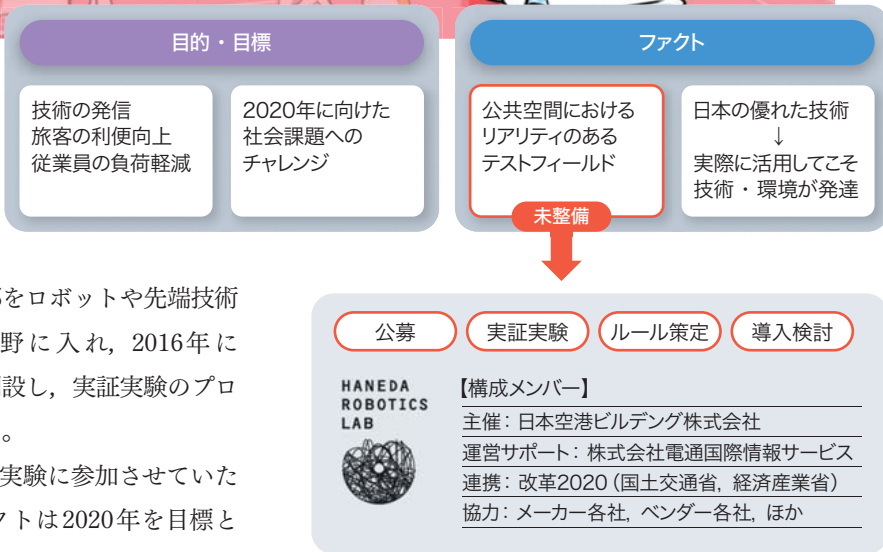 目的・目標
技術の発信
旅客の利便向上
従業員の負荷軽減
2020年に向けた
社会課題への
チャレンジ
ファクト
公共空間における
リアリティのある
テストフィールド
未整備
日本の優れた技術
↓
実際に活用してこそ
技術・環境が発達
をロボットや先端技術
野に入れ，2016年に
設し，実証実験のプロ
。
実験に参加させていた
クトは2020年を目標と
公募
実証実験
ルール策定
導入検討
HANEDA
ROBOTICS
LAB
【構成メンバー】
主催：日本空港ビルデング株式会社
運営サポート：株式会社電通国際情報サービス
連携：改革2020（国土交通省，経済産業省）
協力：メーカー各社，ベンダー各社，ほか